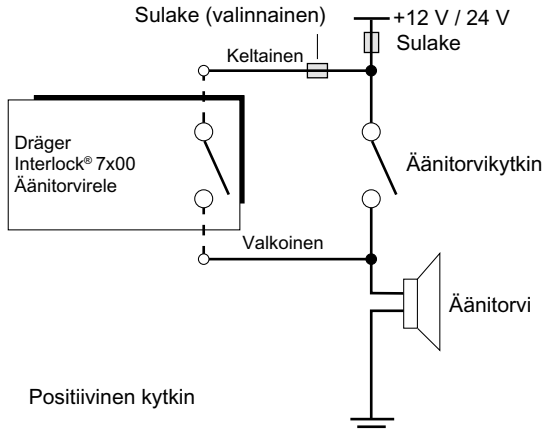 Sulake (valinnainen)
+12 V / 24 V
Sulake
Keltainen
Dräger
Interlock® 7x00
Äänitorvirele
Äänitorvikytkin
Valkoinen
Äänitorvi
Positiivinen kytkin